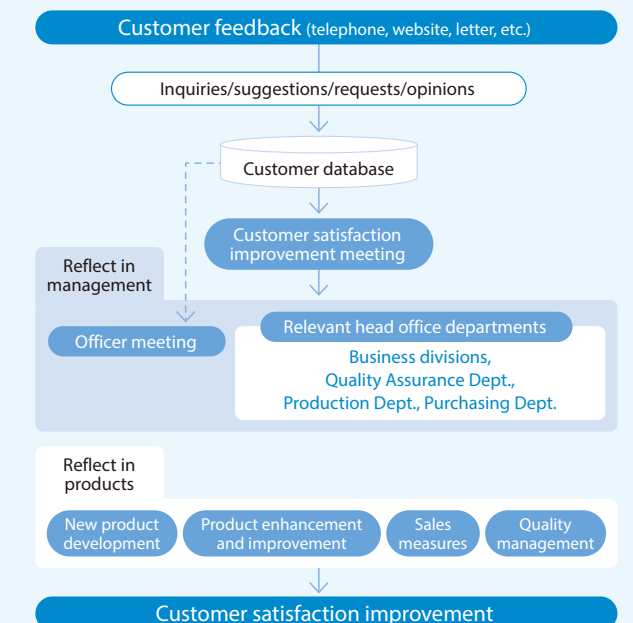 Customer feedback (telephone, website, letter, etc.)
Inquiries/suggestions/requests/opinions
Customer database
Customer satisfaction
improvement meeting
Reflect in
management
Officer meeting
Relevant head office departments
Business divisions,
Quality Assurance Dept.,
Production Dept., Purchasing Dept.
Reflect in
products
New product
development
Product enhancement
and improvement
Sales
measures
Quality
management
Customer satisfaction improvement